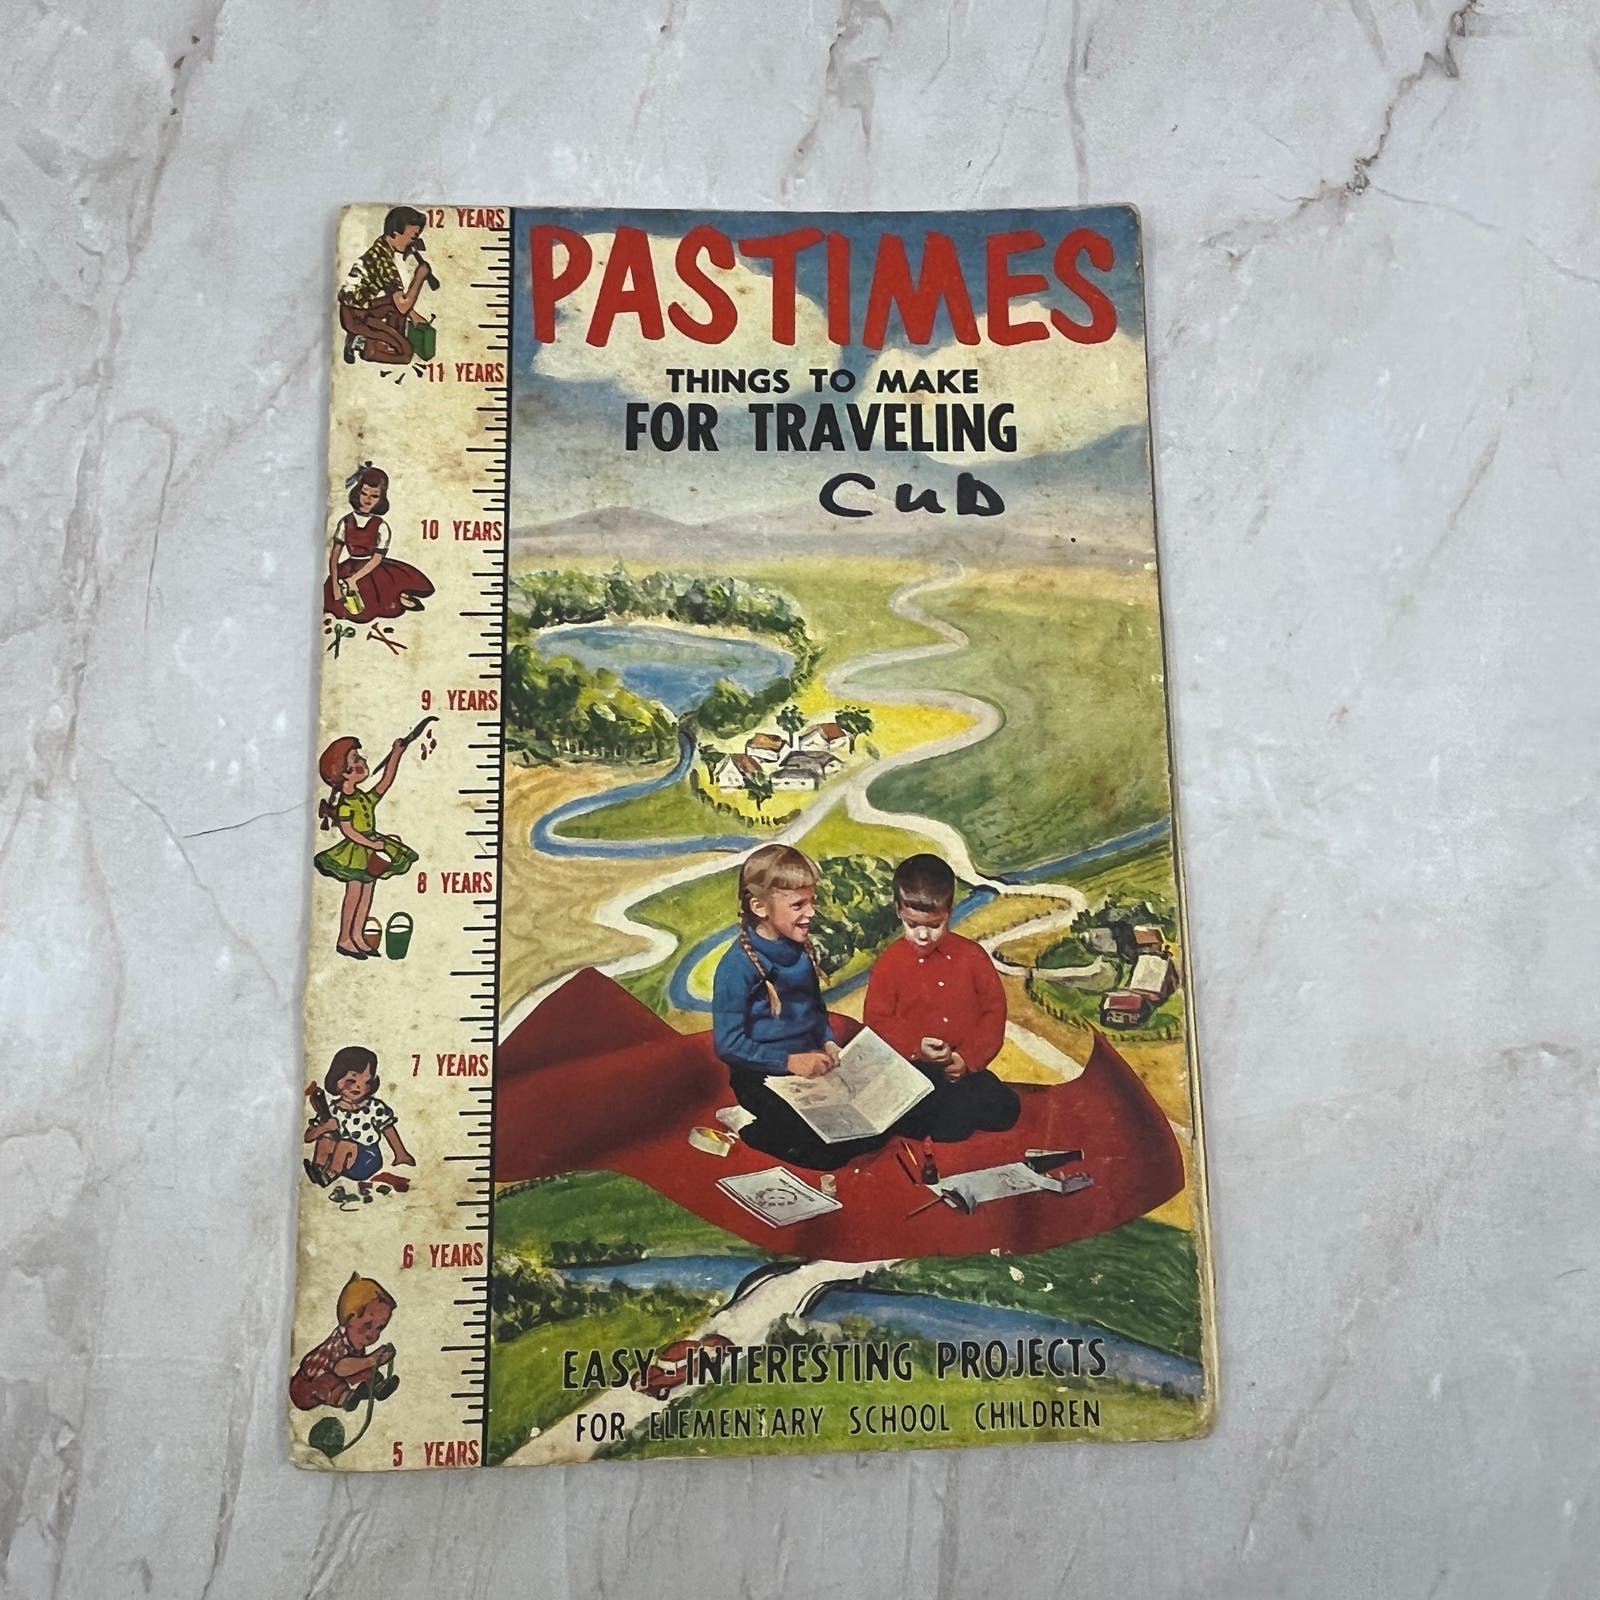 PASTIMES
THINGS TO MAKE
FOR TRAVELING
CUB
12 YEARS
11 YEARS
10 YEARS
9 YEARS
8 YEARS
7 YEARS
6 YEARS
5 YEARS
EASY-INTERESTING PROJECTS
FOR ELEMENTARY SCHOOL CHILDREN